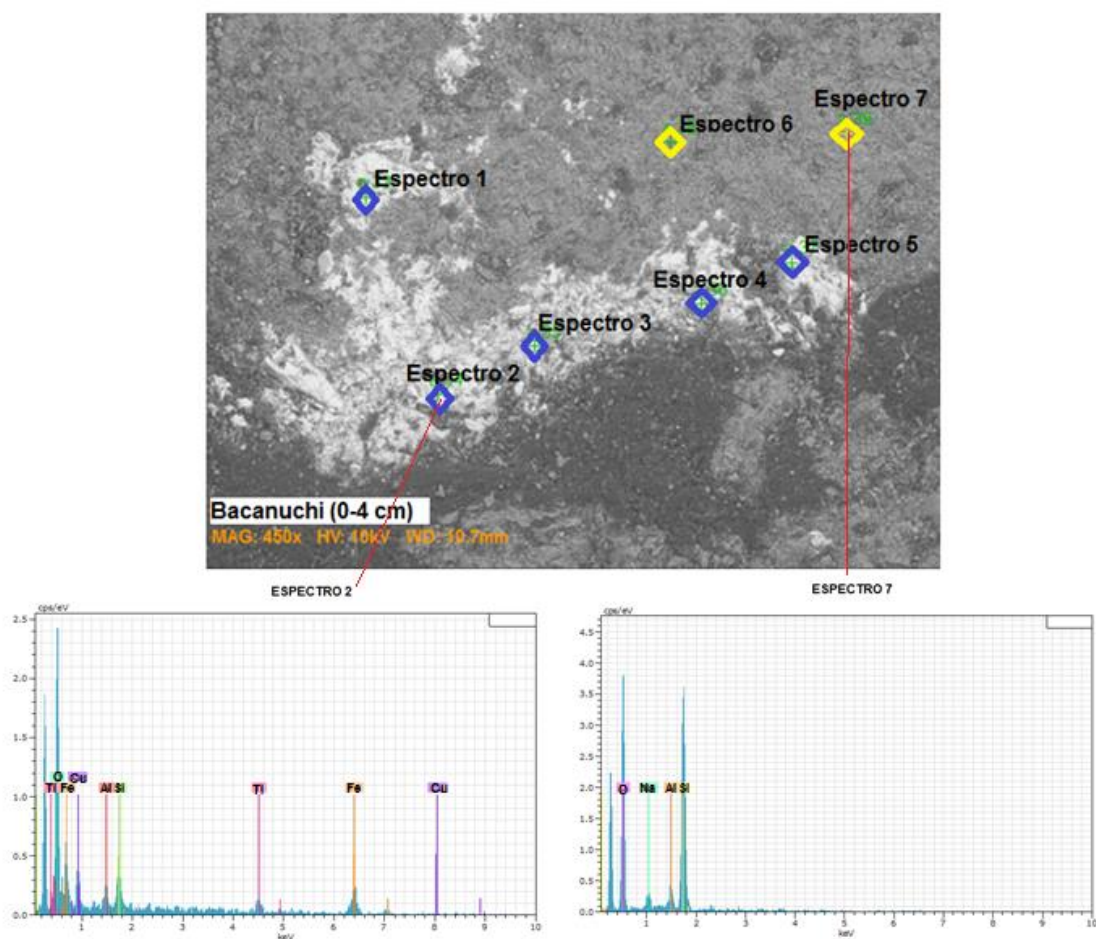 Espectro 7
Espectro 6
Espectro 1
Espectro 5
Espectro 4
Espectro 3
Espectro 2
Bacanuchi (0-4 cm)
MAG: 450x HV: 10kV WD: 10.7mm
ESPECTRO 2
ESPECTRO 7
cps/eV
2.5
2.0
1.5
1.0
0.5
0.0
Ti O Fe Cu Al Si Ti Fe Cu
1 2 3 4 5 6 7 8 9 10
keV
cps/eV
4.5
4.0
3.5
3.0
2.5
2.0
1.5
1.0
0.5
0.0
O Na Al Si
1 2 3 4 5 6 7 8 9 10
keV